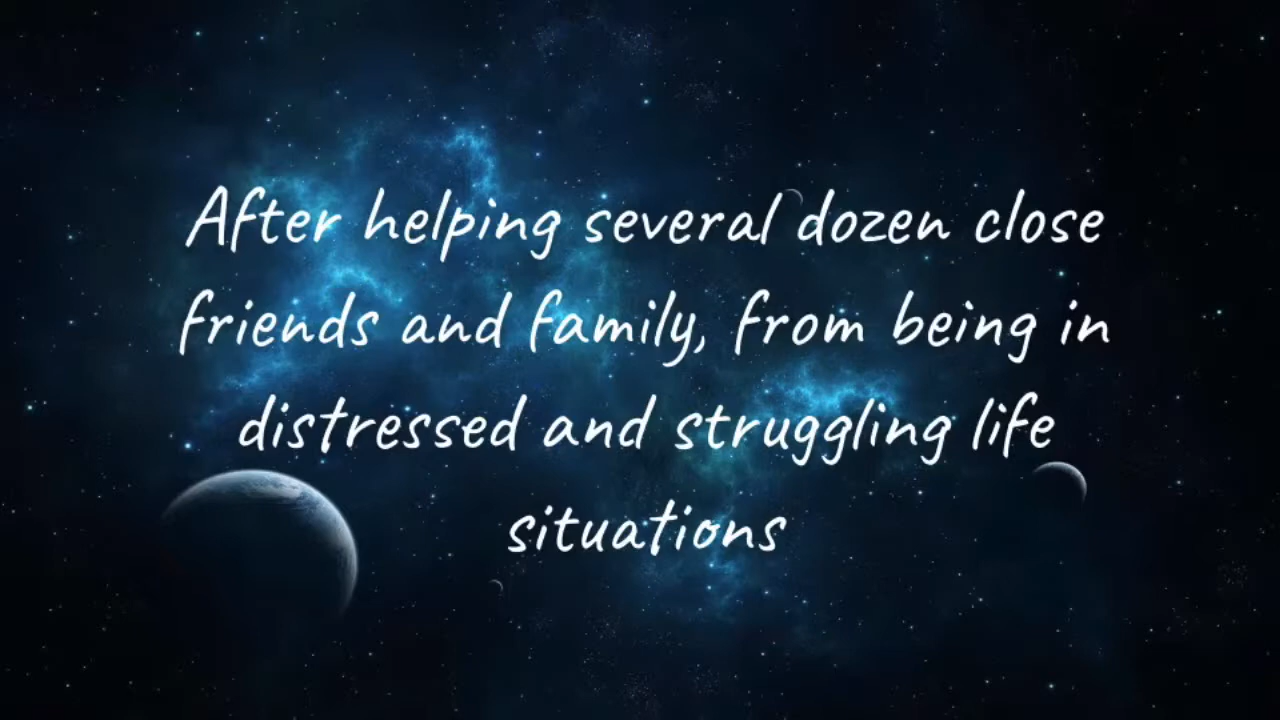 After helping several dozen close
friends and family, from being in
distressed and struggling life
situations